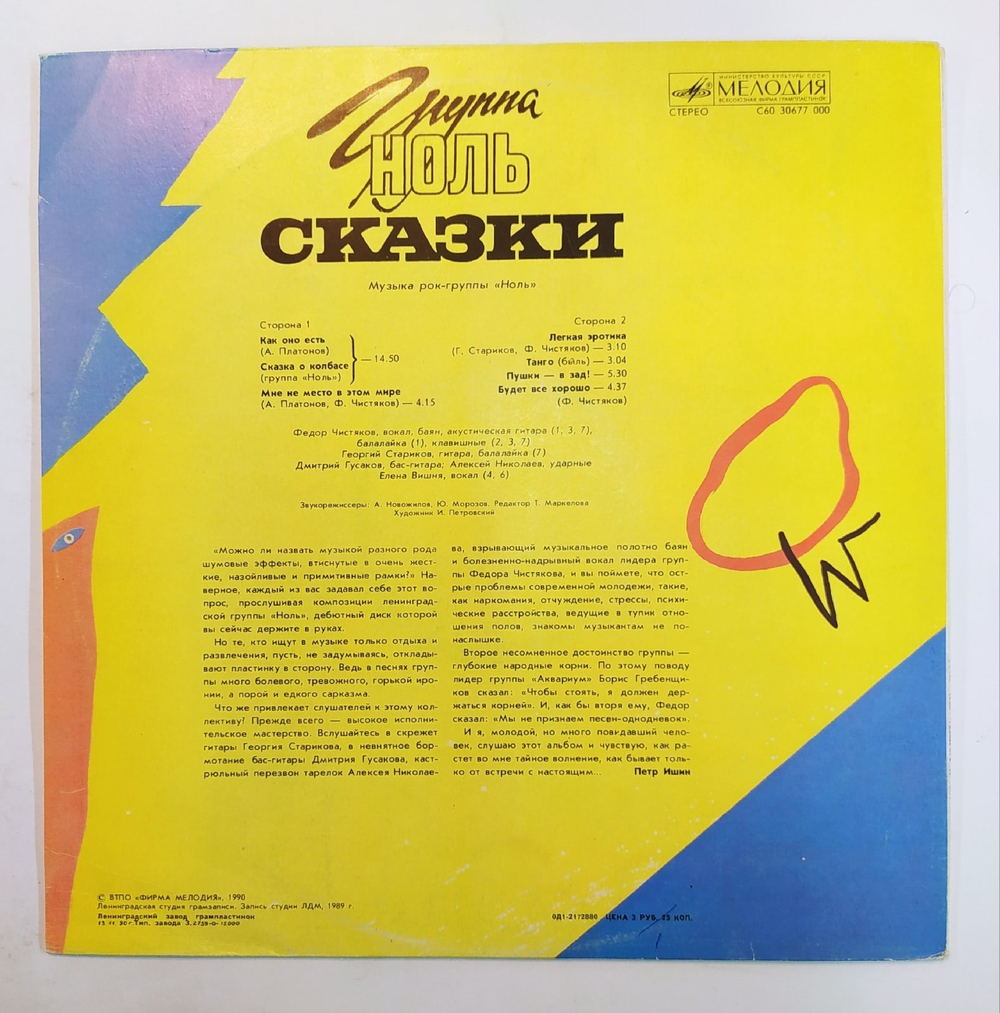 Группа
НОЛЬ
СКАЗКИ
МИНИСТЕРСТВО КУЛЬТУРЫ СССР
МЕЛОДИЯ
ВСЕСОЮЗНАЯ ФИРМА ГРАМПЛАСТИНОК
СТЕРЕО С60 30677 000
Музыка рок-группы «Ноль»
Сторона 1
Как оно есть
(А. Платонов)
Сказка о колбасе
(группа «Ноль»)
— 14.50
Мне не место в этом мире
(А. Платонов, Ф. Чистяков) — 4.15
Сторона 2
Легкая эротика
(Г. Стариков, Ф. Чистяков) — 3.10
Танго (быль) — 3.04
Пушки — в зад! — 5.30
Будет все хорошо — 4.37
(Ф. Чистяков)
Федор Чистяков, вокал, баян, акустическая гитара (1, 3, 7),
балалайка (1), клавишные (2, 3, 7)
Георгий Стариков, гитара, балалайка (7)
Дмитрий Гусаков, бас-гитара; Алексей Николаев, ударные
Елена Вишня, вокал (4, 6)
Звукорежиссеры: А. Новожилов, Ю. Морозов. Редактор Т. Маркелова
Художник И. Петровский
«Можно ли назвать музыкой разного рода
шумовые эффекты, втиснутые в очень жест-
кие, назойливые и примитивные рамки?» На-
верное, каждый из вас задавал себе этот во-
прос, прослушивая композиции ленинград-
ской группы «Ноль», дебютный диск которой
вы сейчас держите в руках.
Но те, кто ищут в музыке только отдыха и
развлечения, пусть, не задумываясь, отклады-
вают пластинку в сторону. Ведь в песнях груп-
пы много болевого, тревожного, горькой иро-
нии, а порой и едкого сарказма.
Что же привлекает слушателей к этому кол-
лективу? Прежде всего — высокое исполни-
тельское мастерство. Вслушайтесь в скрежет
гитары Георгия Старикова, в невнятное бор-
мотание бас-гитары Дмитрия Гусакова, каст-
рюльный перезвон тарелок Алексея Николае-
ва, взрывающий музыкальное полотно баян
и болезненно-надрывный вокал лидера груп-
пы Федора Чистякова, и вы поймете, что ост-
рые проблемы современной молодежи, такие,
как наркомания, отчуждение, стрессы, психи-
ческие расстройства, ведущие в тупик отно-
шения полов, знакомы музыкантам не по-
наслышке.
Второе несомненное достоинство группы —
глубокие народные корни. По этому поводу
лидер группы «Аквариум» Борис Гребенщи-
ков сказал: «Чтобы стоять, я должен дер-
жаться корней». И, как бы вторя ему, Федор
сказал: «Мы не признаем песен-однодневок».
И я, молодой, но много повидавший чело-
век, слушаю этот альбом и чувствую, как ра-
стет во мне тайное волнение, как бывает толь-
ко от встречи с настоящим... Петр Ишин
© ВТПО «ФИРМА МЕЛОДИЯ», 1990
Ленинградская студия грамзаписи. Запись студии ЛДМ, 1989 г.
Ленинградский завод грампластинок
Тип. завода З. 2759-0-15000
ОД1-21/2880 ЦЕНА 3 РУБ. 25 КОП.